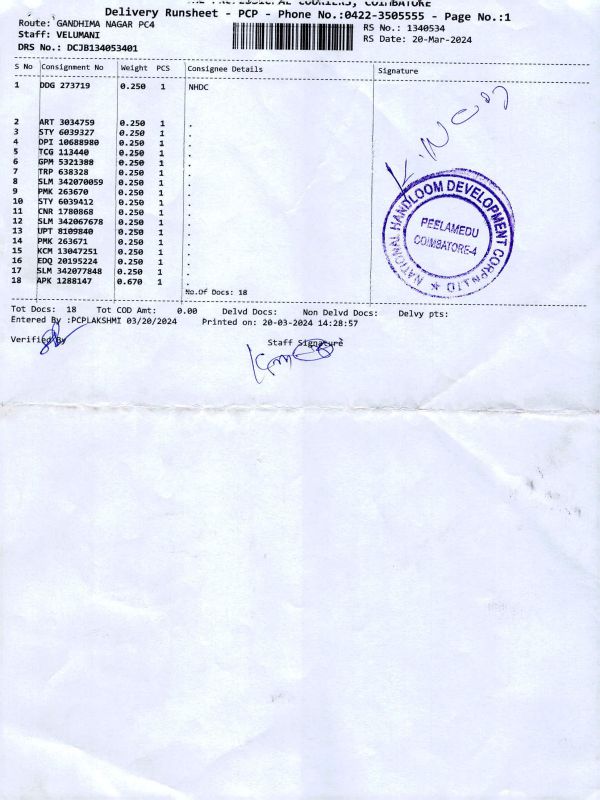 THE PROFESSIONAL COURIERS, COIMBATORE
Delivery Runsheet - PCP - Phone No.:0422-3505555 - Page No.:1
Route: GANDHIMA NAGAR PC4
RS No.: 1340534
Staff: VELUMANI
RS Date: 20-Mar-2024
DRS No.: DCJB134053401
S No Consignment No Weight PCS Consignee Details Signature
1 DDG 273719 0.250 1 NHDC
2 ART 3034759 0.250 1 .
3 STY 6039327 0.250 1 .
4 DPI 10688980 0.250 1 .
5 TCG 113440 0.250 1 .
6 GPM 5321388 0.250 1 .
7 TRP 638328 0.250 1 .
8 SLM 342070059 0.250 1 .
9 PMK 263670 0.250 1 .
10 STY 6039412 0.250 1 .
11 CNR 1780868 0.250 1 .
12 SLM 342067678 0.250 1 .
13 UPT 8109840 0.250 1 .
14 PMK 263671 0.250 1 .
15 KCM 13047251 0.250 1 .
16 EDQ 20195224 0.250 1 .
17 SLM 342077848 0.250 1 .
18 APK 1288147 0.670 1 .
No.Of Docs: 18
NATIONAL HANDLOOM DEVELOPMENT CORPN LTD
PEELAMEDU
COIMBATORE-4
Tot Docs: 18 Tot COD Amt: 0.00 Delvd Docs: Non Delvd Docs: Delvy pts:
Entered By :PCPLAKSHMI 03/20/2024 Printed on: 20-03-2024 14:28:57
Verified By Staff Signature